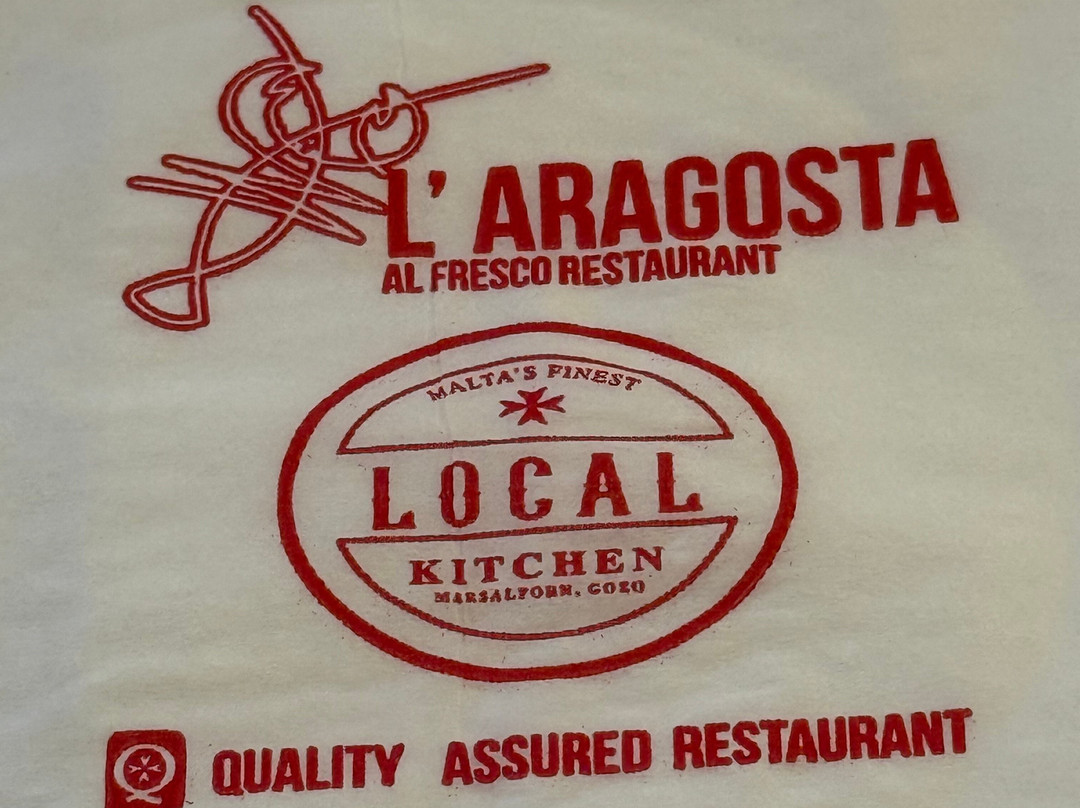 L' ARAGOSTA
AL FRESCO RESTAURANT
MALTA'S FINEST
LOCAL
KITCHEN
MARSALFORN, GOZO
QUALITY ASSURED RESTAURANT